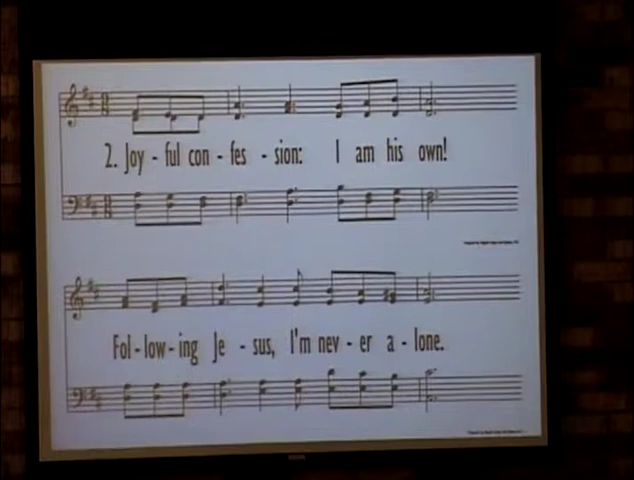 2. Joy - ful con - fes - sion: I am his own!
Fol - low - ing Je - sus, I'm nev - er a - lone.